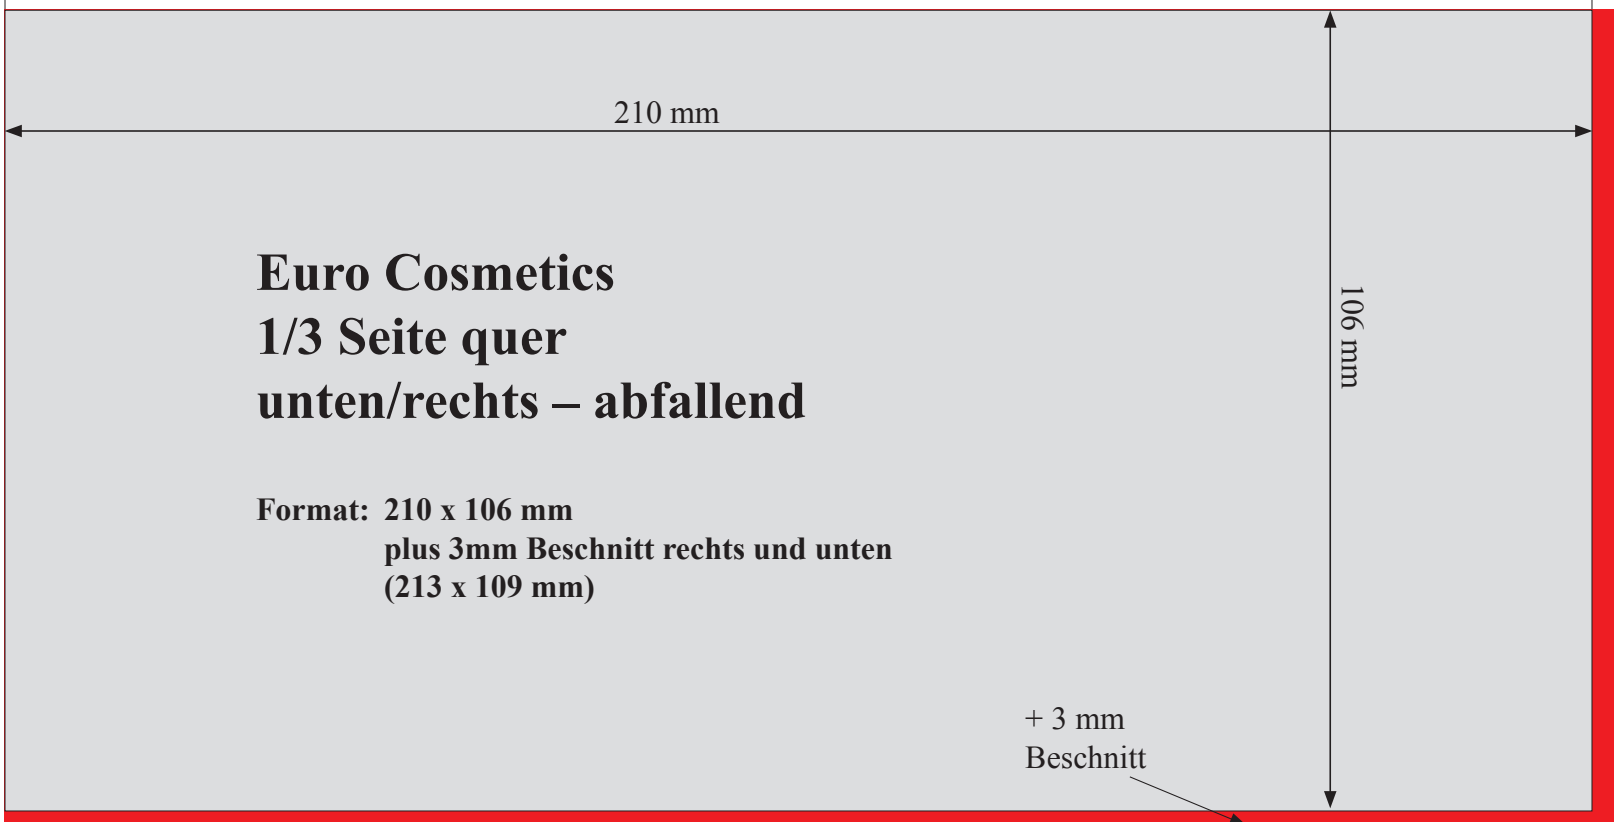 210 mm
Euro Cosmetics
1/3 Seite quer
unten/rechts – abfallend
106 mm
Format: 210 x 106 mm
plus 3mm Beschnitt rechts und unten
(213 x 109 mm)
+ 3 mm
Beschnitt